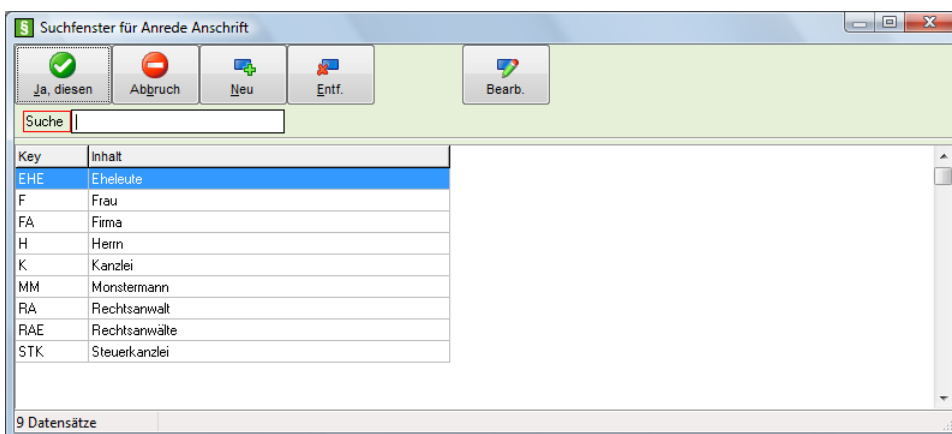 § Suchfenster für Anrede Anschrift
Ja, diesen Abbruch Neu Entf. Bearb.
Suche
Key Inhalt
EHE Eheleute
F Frau
FA Firma
H Herrn
K Kanzlei
MM Monstermann
RA Rechtsanwalt
RAE Rechtsanwälte
STK Steuerkanzlei
9 Datensätze